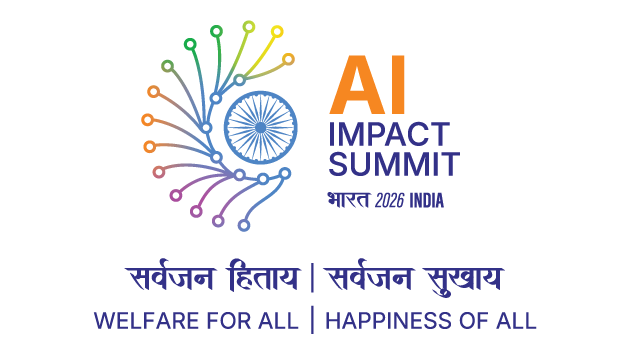 AI
IMPACT
SUMMIT
भारत 2026 INDIA
सर्वजन हिताय | सर्वजन सुखाय
WELFARE FOR ALL | HAPPINESS OF ALL